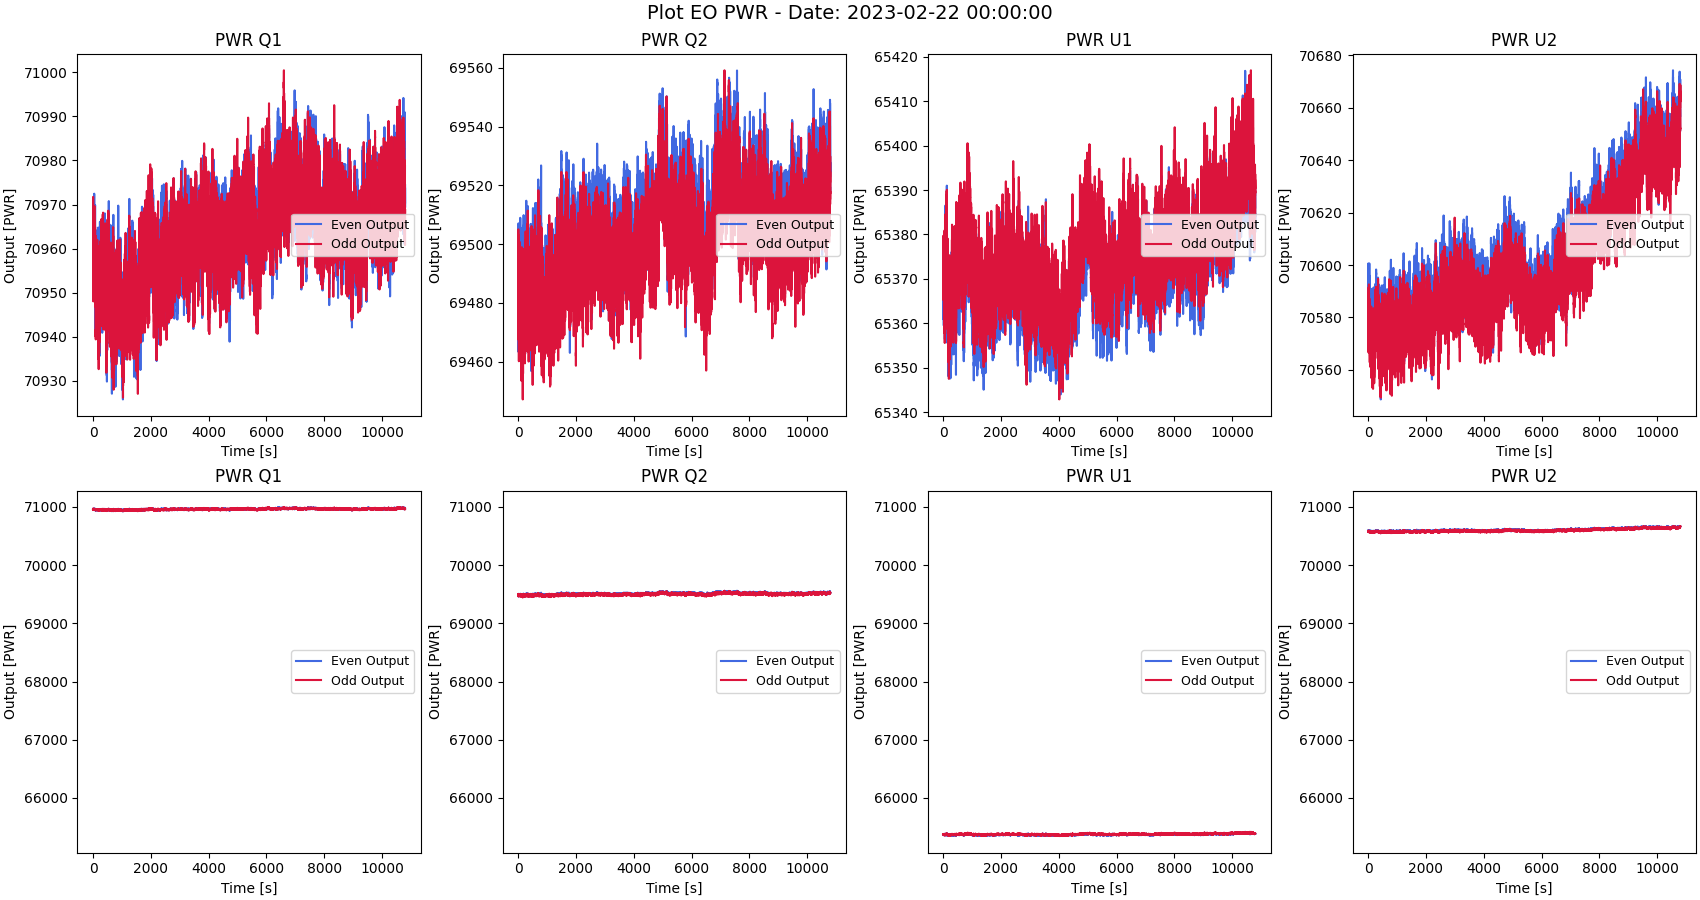 Plot EO PWR - Date: 2023-02-22 00:00:00
PWR Q1
71000
70990
70980
70970
70960
70950
70940
70930
Output [PWR]
Even Output
Odd Output
0 2000 4000 6000 8000 10000
Time [s]
PWR Q2
69560
69540
69520
69500
69480
69460
Output [PWR]
Even Output
Odd Output
0 2000 4000 6000 8000 10000
Time [s]
PWR U1
65420
65410
65400
65390
65380
65370
65360
65350
65340
Output [PWR]
Even Output
Odd Output
0 2000 4000 6000 8000 10000
Time [s]
PWR U2
70680
70660
70640
70620
70600
70580
70560
Output [PWR]
Even Output
Odd Output
0 2000 4000 6000 8000 10000
Time [s]
PWR Q1
71000
70000
69000
68000
67000
66000
Output [PWR]
Even Output
Odd Output
0 2000 4000 6000 8000 10000
Time [s]
PWR Q2
71000
70000
69000
68000
67000
66000
Output [PWR]
Even Output
Odd Output
0 2000 4000 6000 8000 10000
Time [s]
PWR U1
71000
70000
69000
68000
67000
66000
Output [PWR]
Even Output
Odd Output
0 2000 4000 6000 8000 10000
Time [s]
PWR U2
71000
70000
69000
68000
67000
66000
Output [PWR]
Even Output
Odd Output
0 2000 4000 6000 8000 10000
Time [s]